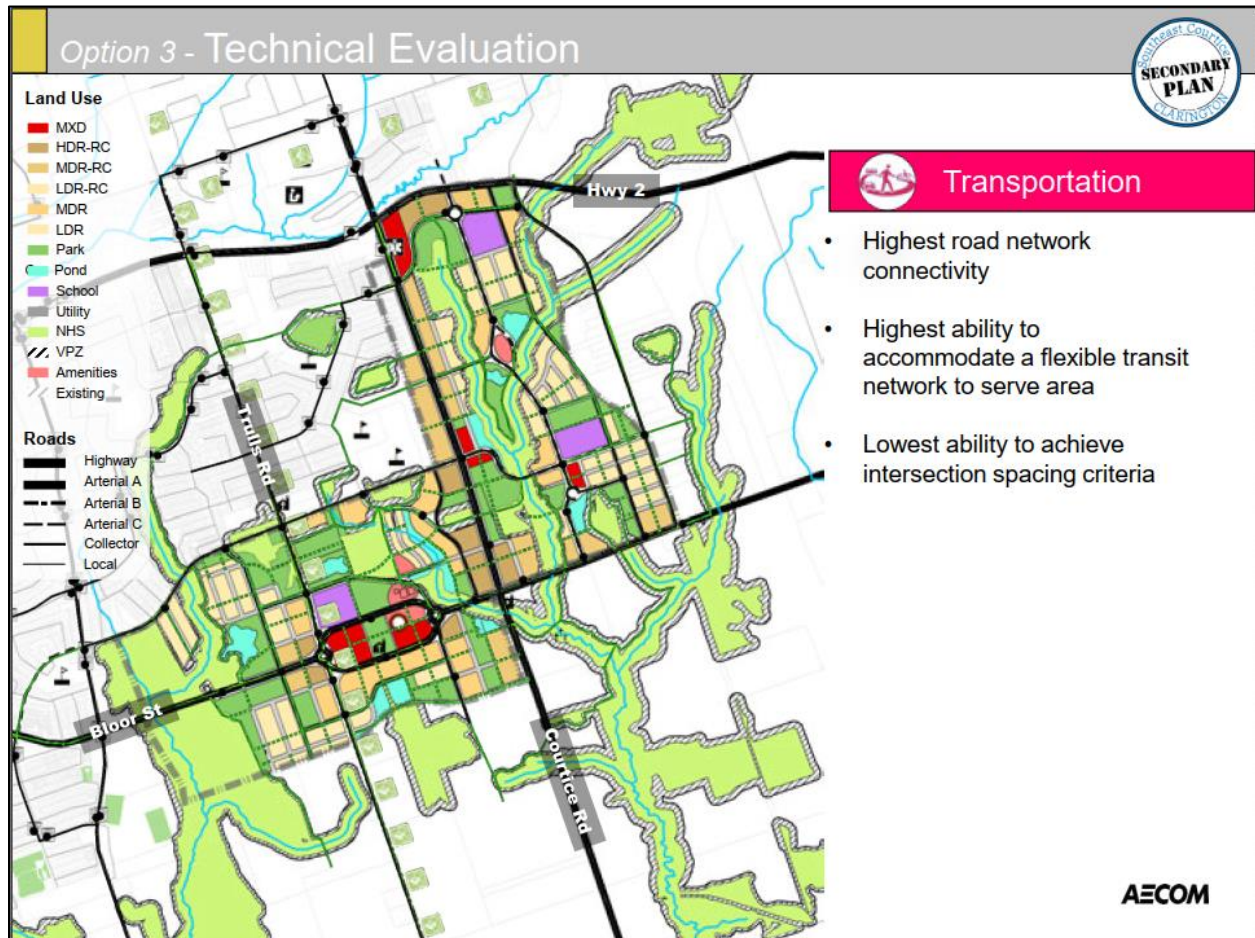 Option 3 - Technical Evaluation
Southeast Courtice
SECONDARY
PLAN
CLARINGTON
Land Use
MXD
HDR-RC
MDR-RC
LDR-RC
MDR
LDR
Park
Pond
School
Utility
NHS
VPZ
Amenities
Existing
Roads
Highway
Arterial A
Arterial B
Arterial C
Collector
Local
Hwy 2
Trulls Rd
Bloor St
Courtice Rd
Transportation
• Highest road network
connectivity
• Highest ability to
accommodate a flexible transit
network to serve area
• Lowest ability to achieve
intersection spacing criteria
AECOM